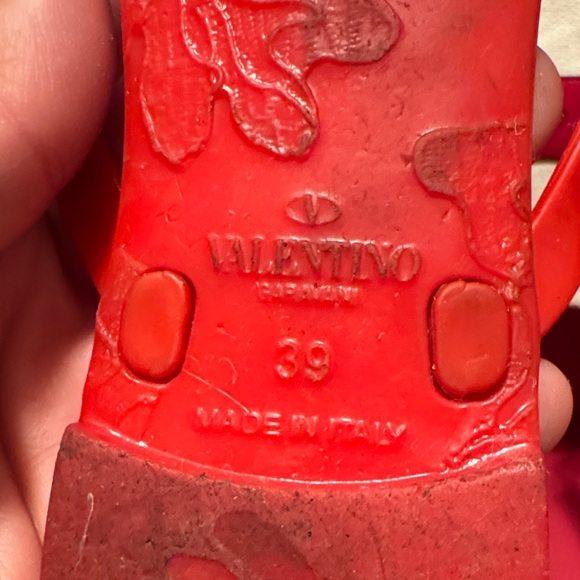 V
VALENTINO
GARAVANI
39
MADE IN ITALY